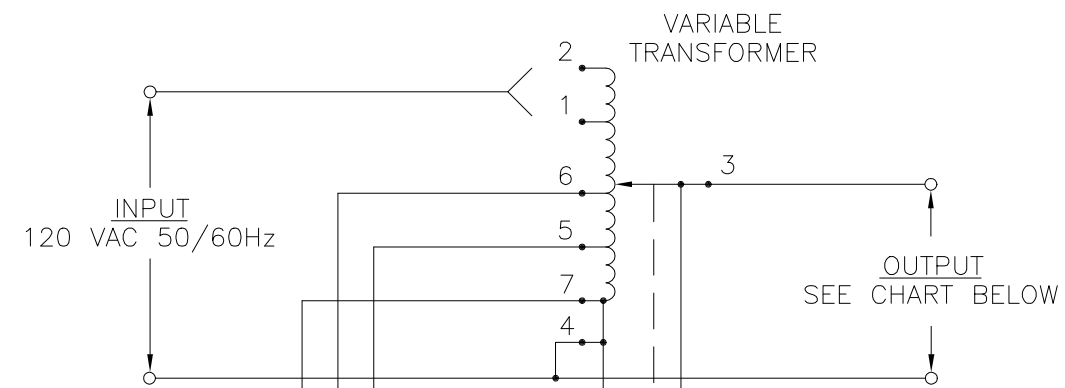 VARIABLE
TRANSFORMER
2
1
6
3
5
7
4
INPUT
120 VAC 50/60Hz
OUTPUT
SEE CHART BELOW